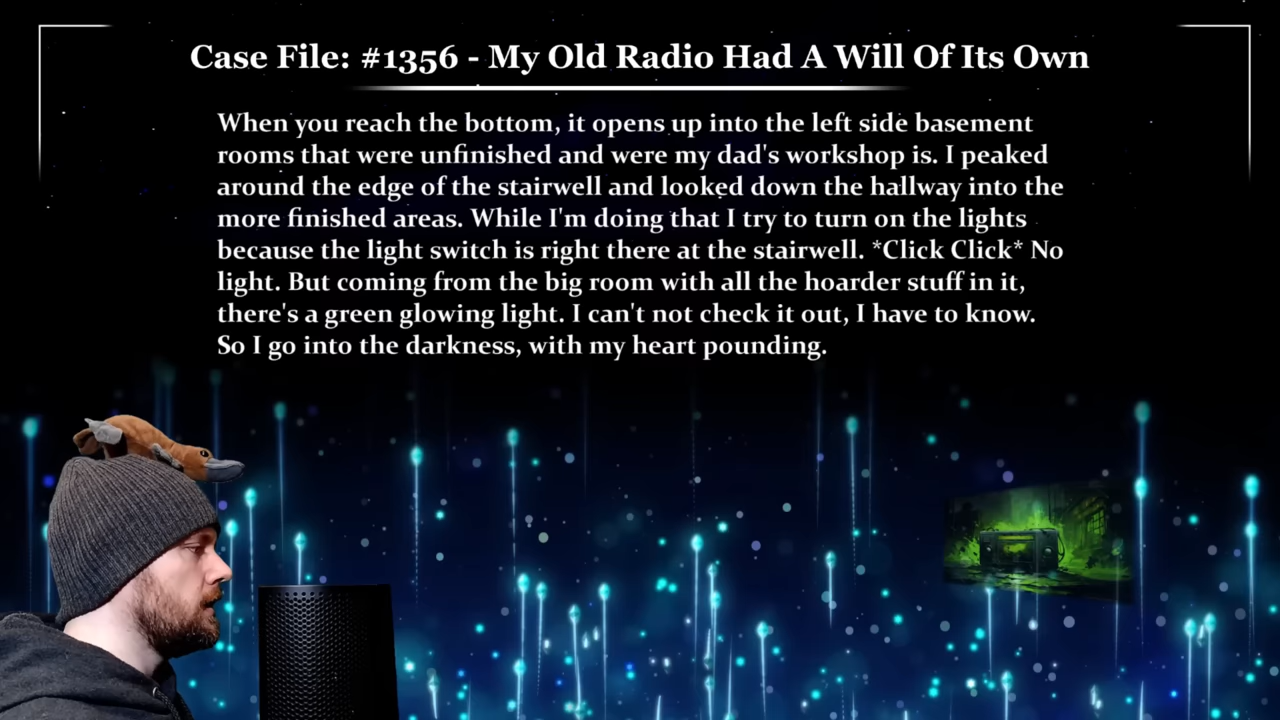 Case File: #1356 - My Old Radio Had A Will Of Its Own
When you reach the bottom, it opens up into the left side basement
rooms that were unfinished and were my dad's workshop is. I peaked
around the edge of the stairwell and looked down the hallway into the
more finished areas. While I'm doing that I try to turn on the lights
because the light switch is right there at the stairwell. *Click Click* No
light. But coming from the big room with all the hoarder stuff in it,
there's a green glowing light. I can't not check it out, I have to know.
So I go into the darkness, with my heart pounding.